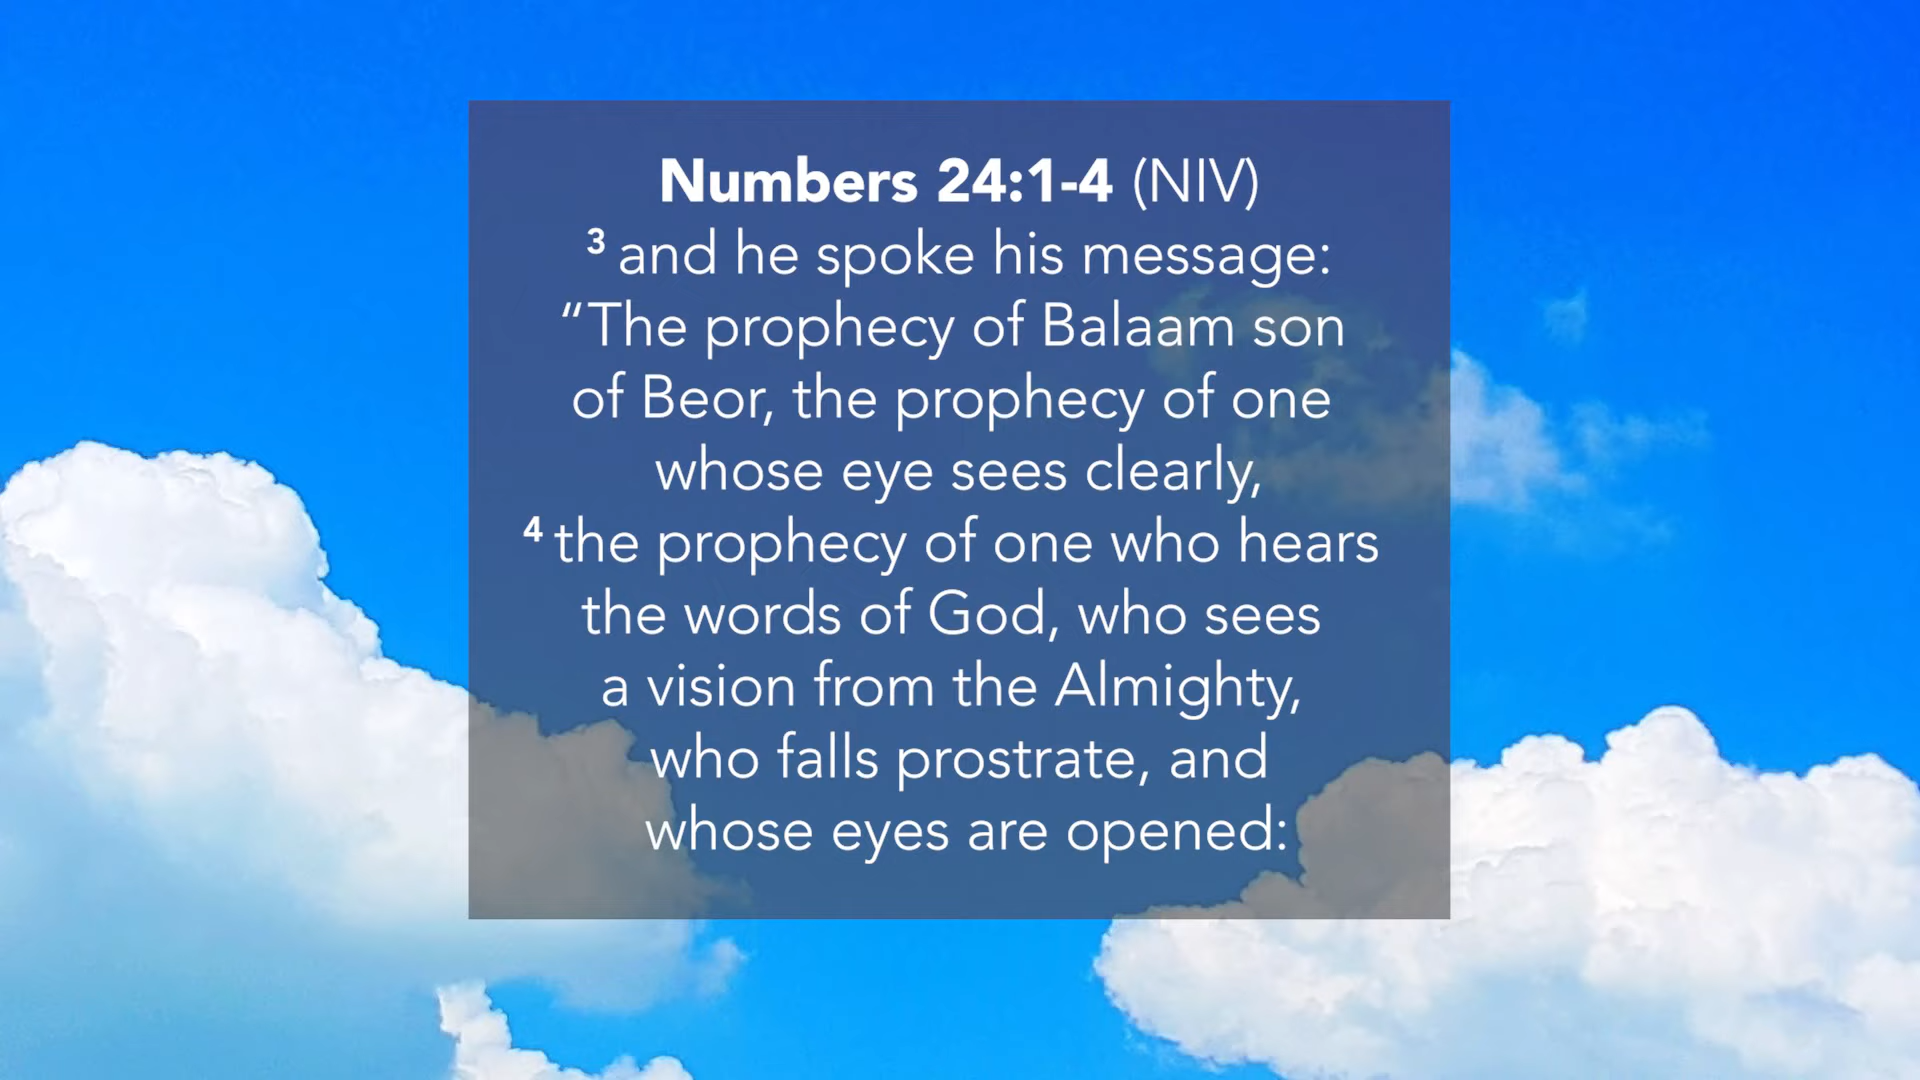 Numbers 24:1-4 (NIV)
3 and he spoke his message:
“The prophecy of Balaam son
of Beor, the prophecy of one
whose eye sees clearly,
4 the prophecy of one who hears
the words of God, who sees
a vision from the Almighty,
who falls prostrate, and
whose eyes are opened: